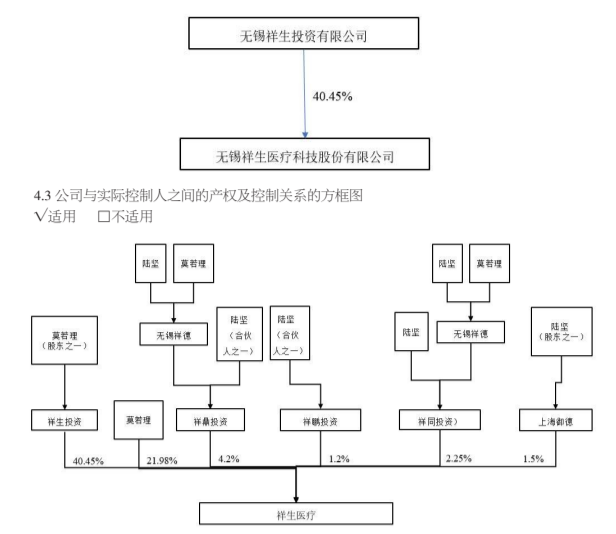 无锡祥生投资有限公司
40.45%
无锡祥生医疗科技股份有限公司
4.3 公司与实际控制人之间的产权及控制关系的方框图
√适用 □不适用
陆坚
莫若理
陆坚
莫若理
莫若理
（股东之一）
无锡祥德
陆坚
（合伙
人之一）
陆坚
（合伙
人之一）
陆坚
无锡祥德
陆坚
（股东之一）
祥生投资
莫若理
祥鼎投资
祥鹏投资
祥同投资）
上海御德
40.45%
21.98%
4.2%
1.2%
2.25%
1.5%
祥生医疗